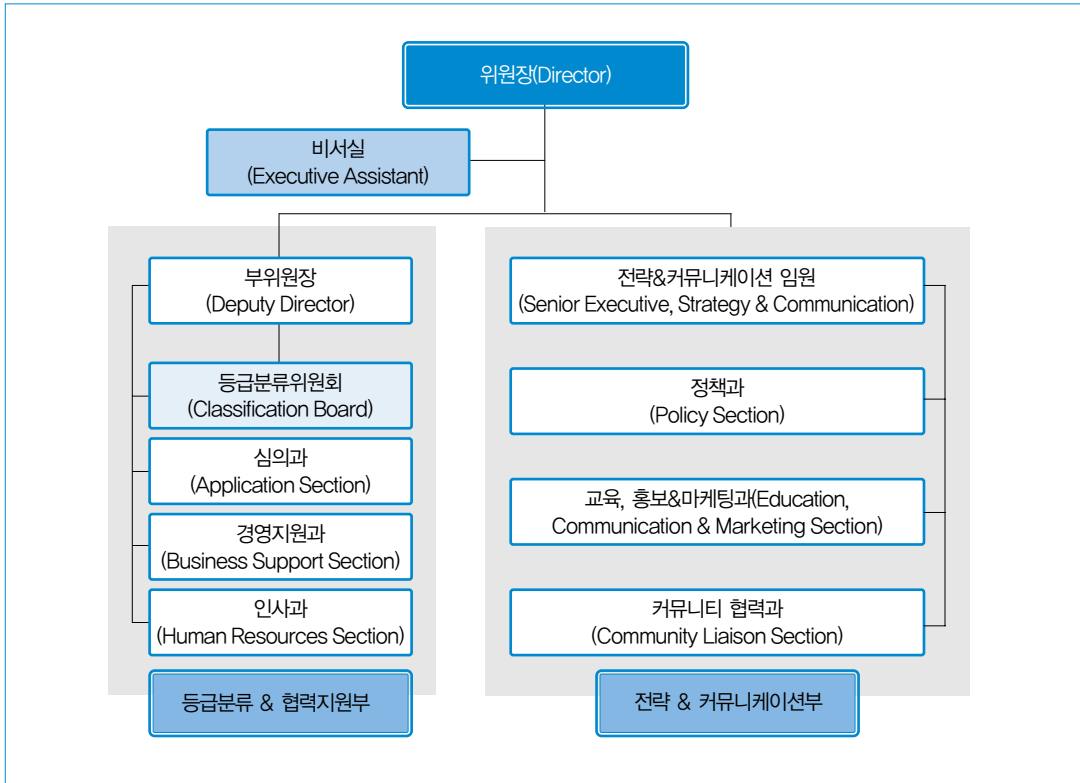 위원장(Director)
비서실
(Executive Assistant)
부위원장
(Deputy Director)
등급분류위원회
(Classification Board)
심의과
(Application Section)
경영지원과
(Business Support Section)
인사과
(Human Resources Section)
등급분류 & 협력지원부
전략&커뮤니케이션 임원
(Senior Executive, Strategy & Communication)
정책과
(Policy Section)
교육, 홍보&마케팅과(Education,
Communication & Marketing Section)
커뮤니티 협력과
(Community Liaison Section)
전략 & 커뮤니케이션부